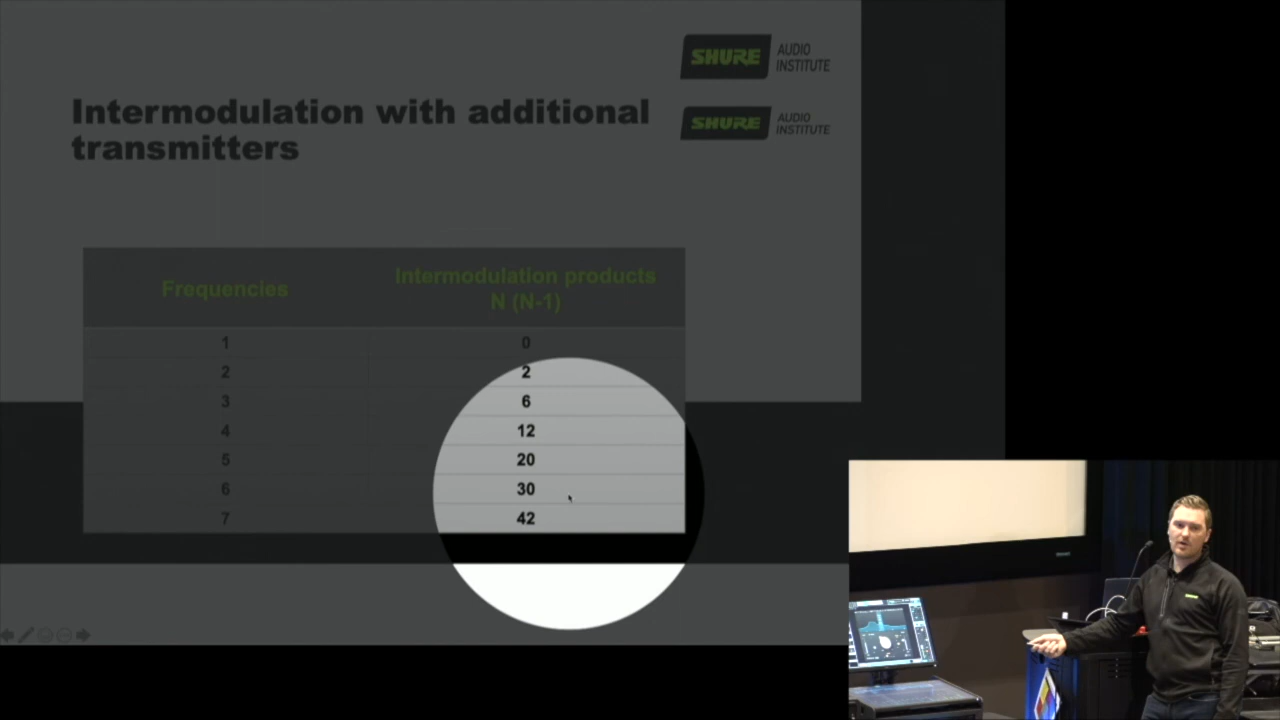 SHURE AUDIO INSTITUTE
SHURE AUDIO INSTITUTE
Intermodulation with additional
transmitters
Frequencies
Intermodulation products
N (N-1)
1 0
2 2
3 6
4 12
5 20
6 30
7 42